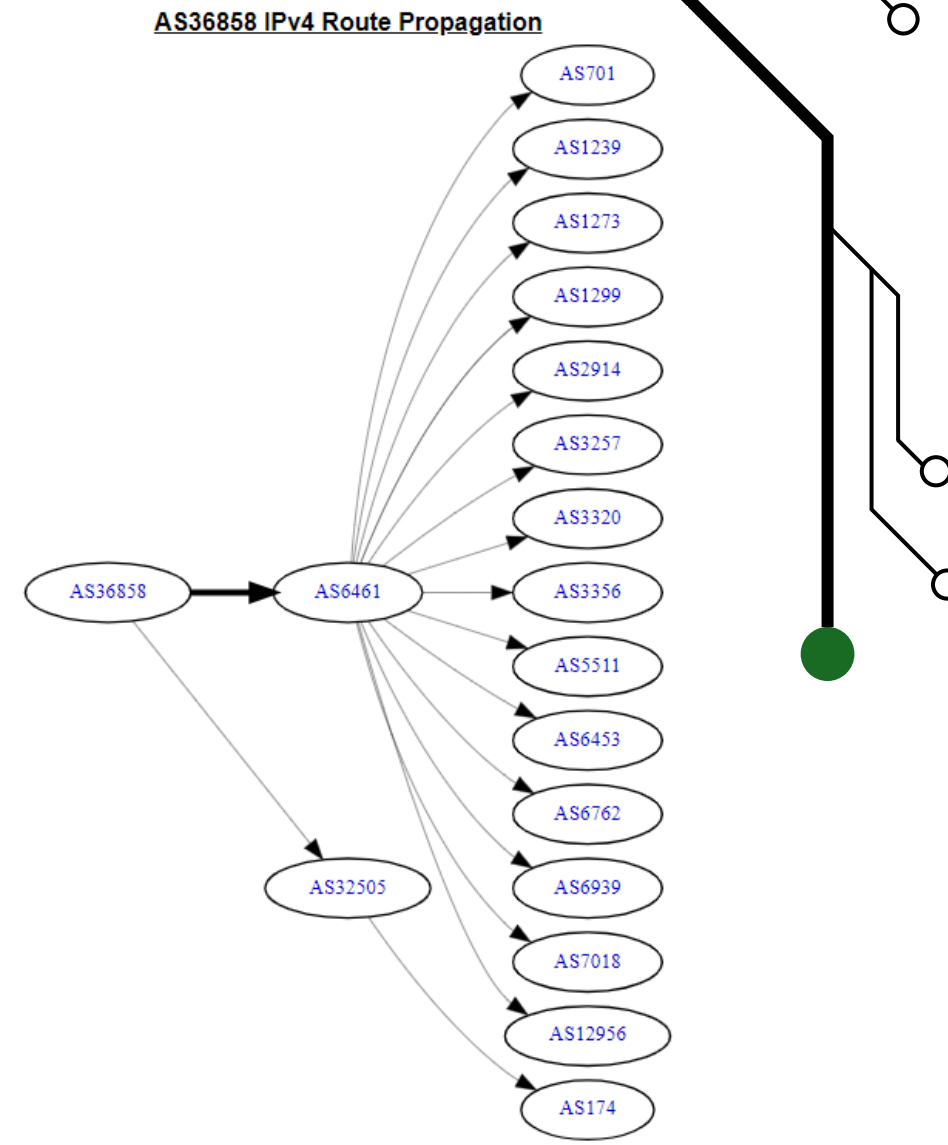 AS36858 IPv4 Route Propagation
AS701
AS1239
AS1273
AS1299
AS2914
AS3257
AS3320
AS36858
AS6461
AS3356
AS5511
AS6453
AS6762
AS32505
AS6939
AS7018
AS12956
AS174